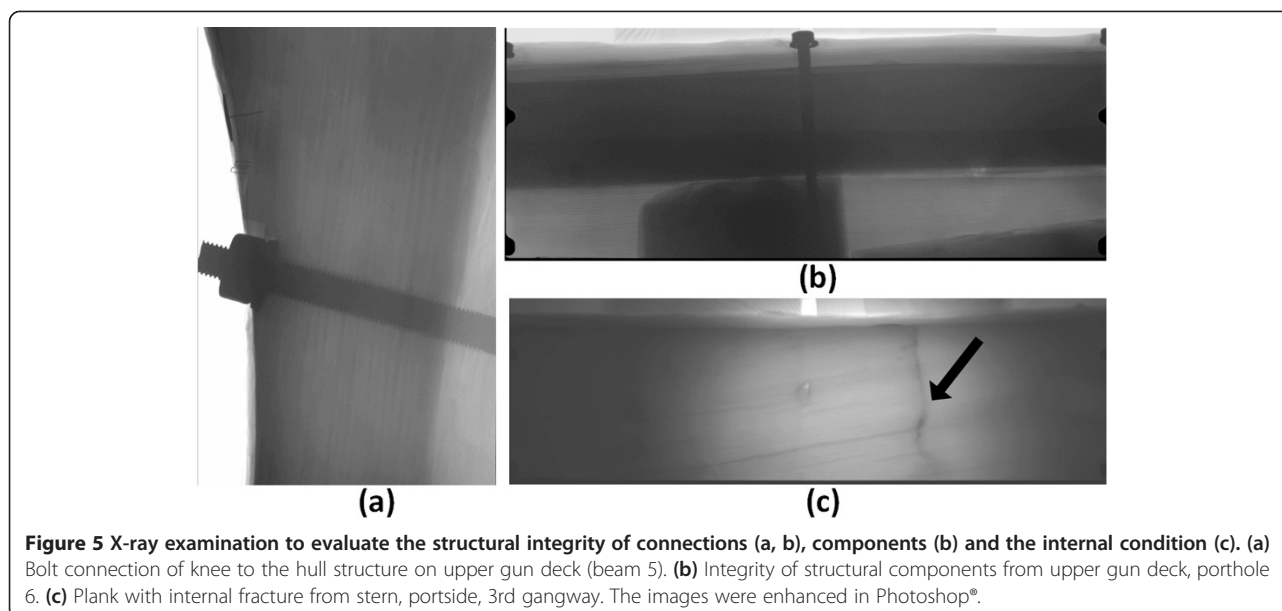 (a)
(b)
(c)
Figure 5 X-ray examination to evaluate the structural integrity of connections (a, b), components (b) and the internal condition (c). (a)
Bolt connection of knee to the hull structure on upper gun deck (beam 5). (b) Integrity of structural components from upper gun deck, porthole
6. (c) Plank with internal fracture from stern, portside, 3rd gangway. The images were enhanced in Photoshop®.